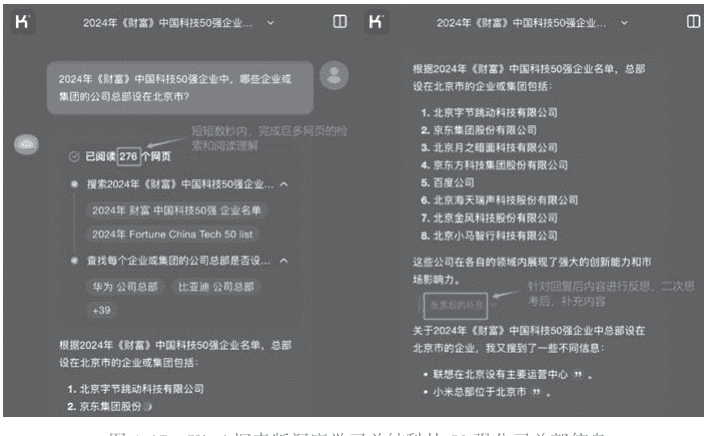 2024年《财富》中国科技50强企业...
2024年《财富》中国科技50强企业中，哪些企业或
集团的公司总部设在北京市？
短短数秒内，完成巨多网页的检
索和阅读理解
已阅读 276 个网页
搜索2024年《财富》中国科技50强企业...
2024年 财富 中国科技50强 企业名单
2024年 Fortune China Tech 50 list
查找每个企业或集团的公司总部是否设...
华为 公司总部
比亚迪 公司总部
+39
根据2024年《财富》中国科技50强企业名单，总部
设在北京市的企业或集团包括：
1. 北京字节跳动科技有限公司
2. 京东集团股份
2024年《财富》中国科技50强企业...
根据2024年《财富》中国科技50强企业名单，总部
设在北京市的企业或集团包括：
1. 北京字节跳动科技有限公司
2. 京东集团股份有限公司
3. 北京月之暗面科技有限公司
4. 京东方科技集团股份有限公司
5. 百度公司
6. 北京海天瑞声科技股份有限公司
7. 北京金风科技股份有限公司
8. 北京小马智行科技有限公司
这些公司在各自的领域内展现了强大的创新能力和市
场影响力。
针对回复后内容进行反思，二次思
考后，补充内容
反思后的补充
关于2024年《财富》中国科技50强企业中总部设在
北京市的企业，我又搜到了一些不同信息：
联想在北京设有主要运营中心 ”。
小米总部位于北京市 ”。